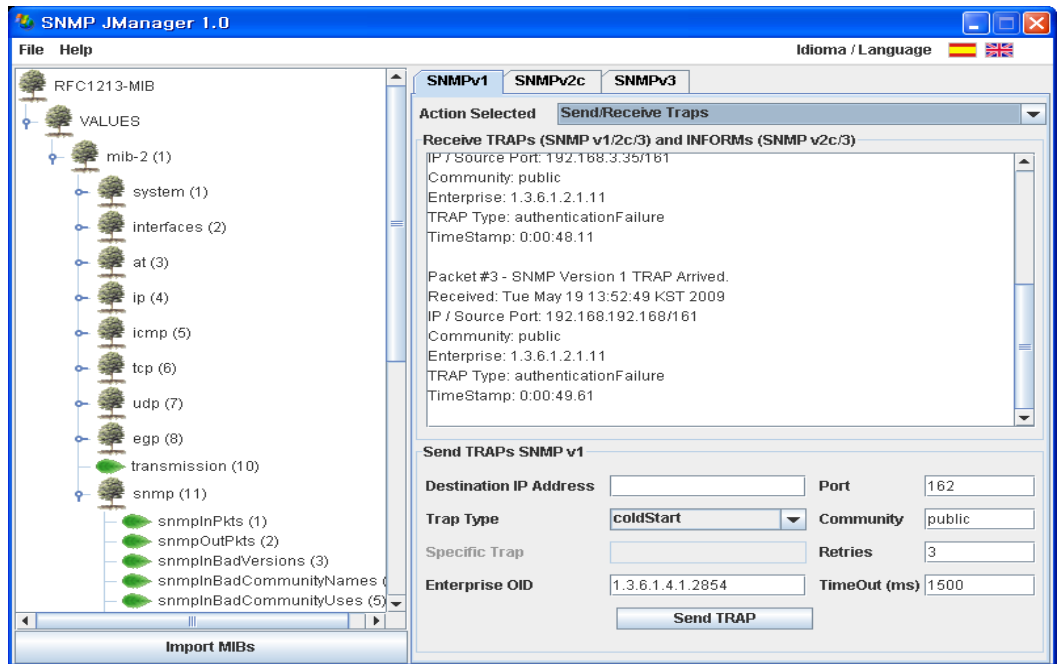 SNMP JManager 1.0
File Help
Idioma / Language
RFC1213-MIB
VALUES
mib-2 (1)
system (1)
interfaces (2)
at (3)
ip (4)
icmp (5)
tcp (6)
udp (7)
egp (8)
transmission (10)
snmp (11)
snmpInPkts (1)
snmpOutPkts (2)
snmpInBadVersions (3)
snmpInBadCommunityNames (
snmpInBadCommunityUses (5)
Import MIBs
SNMPv1 SNMPv2c SNMPv3
Action Selected Send/Receive Traps
Receive TRAPs (SNMP v1/2c/3) and INFORMs (SNMP v2c/3)
IP / Source Port: 192.168.3.35/161
Community: public
Enterprise: 1.3.6.1.2.1.11
TRAP Type: authenticationFailure
TimeStamp: 0:00:48.11
Packet #3 - SNMP Version 1 TRAP Arrived.
Received: Tue May 19 13:52:49 KST 2009
IP / Source Port: 192.168.192.168/161
Community: public
Enterprise: 1.3.6.1.2.1.11
TRAP Type: authenticationFailure
TimeStamp: 0:00:49.61
Send TRAPs SNMP v1
Destination IP Address Port 162
Trap Type coldStart Community public
Specific Trap Retries 3
Enterprise OID 1.3.6.1.4.1.2854 TimeOut (ms) 1500
Send TRAP